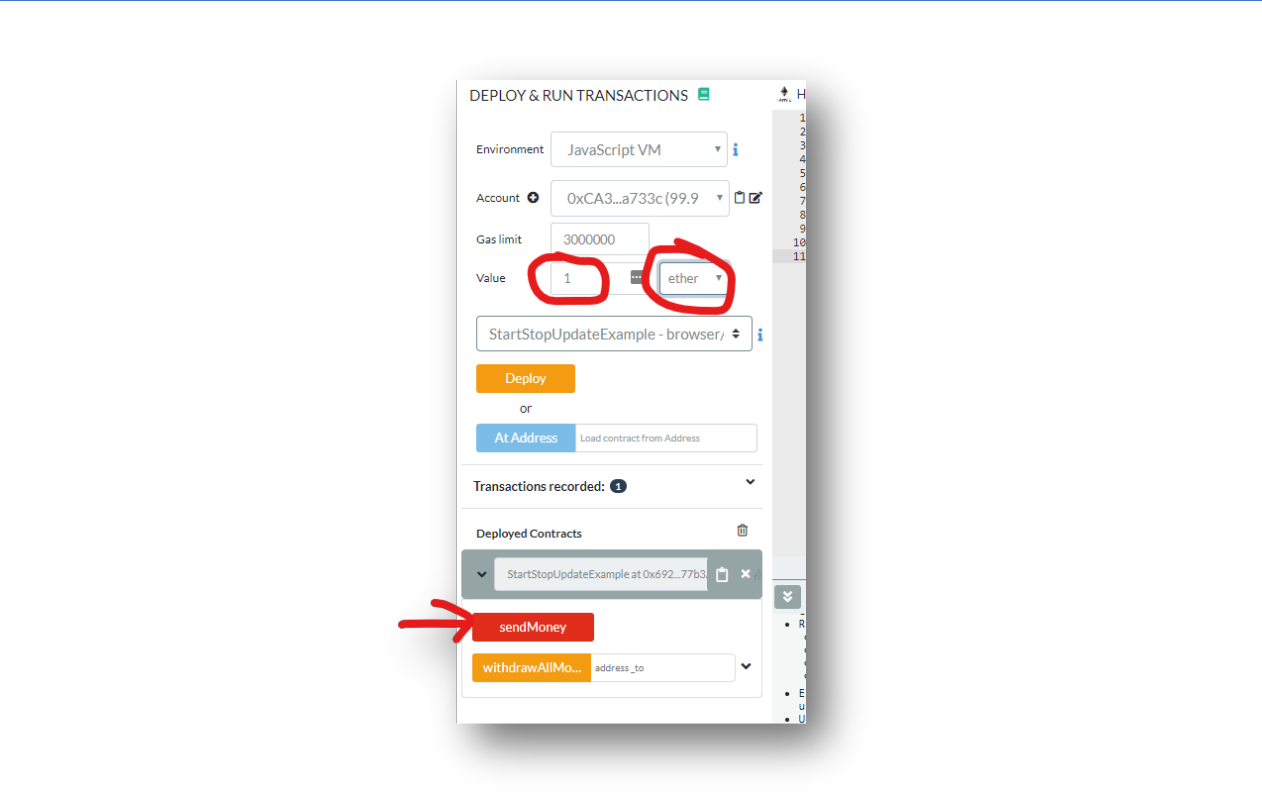 DEPLOY & RUN TRANSACTIONS
H
Environment JavaScript VM
Account 0xCA3...a733c (99.9
Gas limit 3000000
Value 1 ether
StartStopUpdateExample - browser/
Deploy
or
At Address Load contract from Address
Transactions recorded: 1
Deployed Contracts
StartStopUpdateExample at 0x692...77b3
sendMoney
withdrawAllMo... address_to
1
2
3
4
5
6
7
8
9
10
11
R
E
u
U